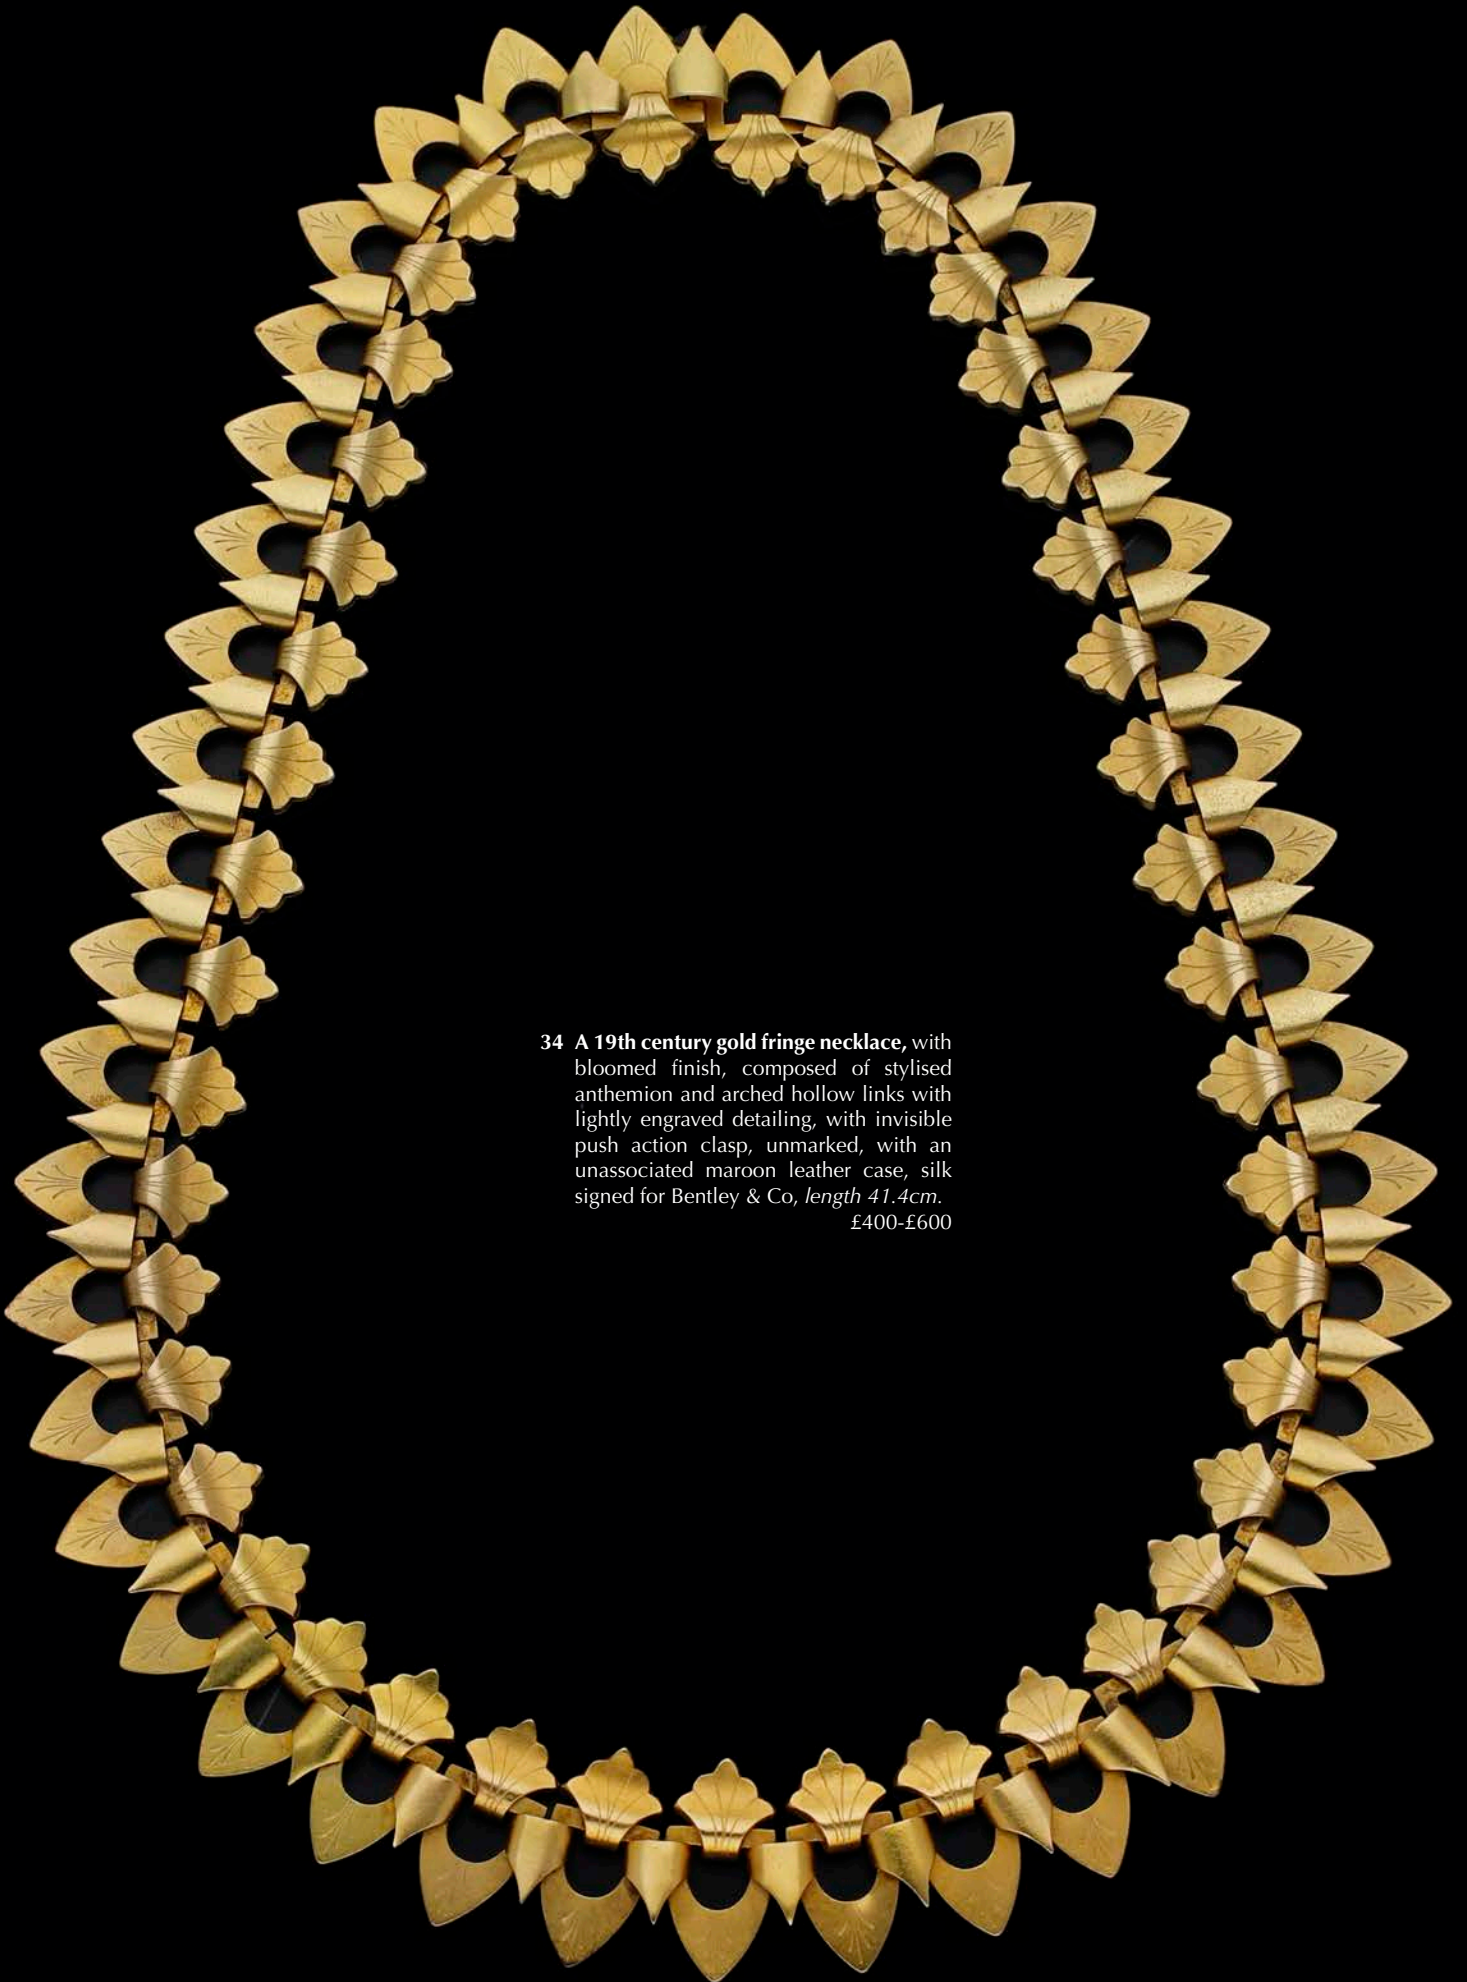 34 A 19th century gold fringe necklace, with
bloomed finish, composed of stylised
anthemion and arched hollow links with
lightly engraved detailing, with invisible
push action clasp, unmarked, with an
unassociated maroon leather case, silk
signed for Bentley & Co, length 41.4cm.
£400-£600